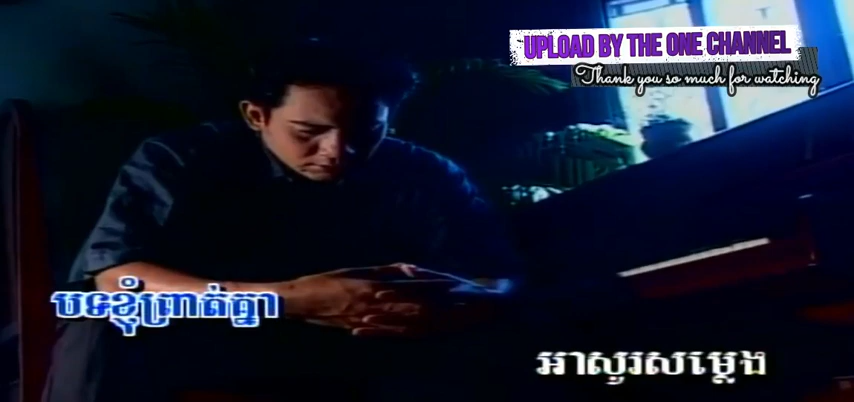 UPLOAD BY THE ONE CHANNEL
Thank you so much for watching
បទខ្ញុំព្រាត់គ្នា
អាសូរសម្លេង